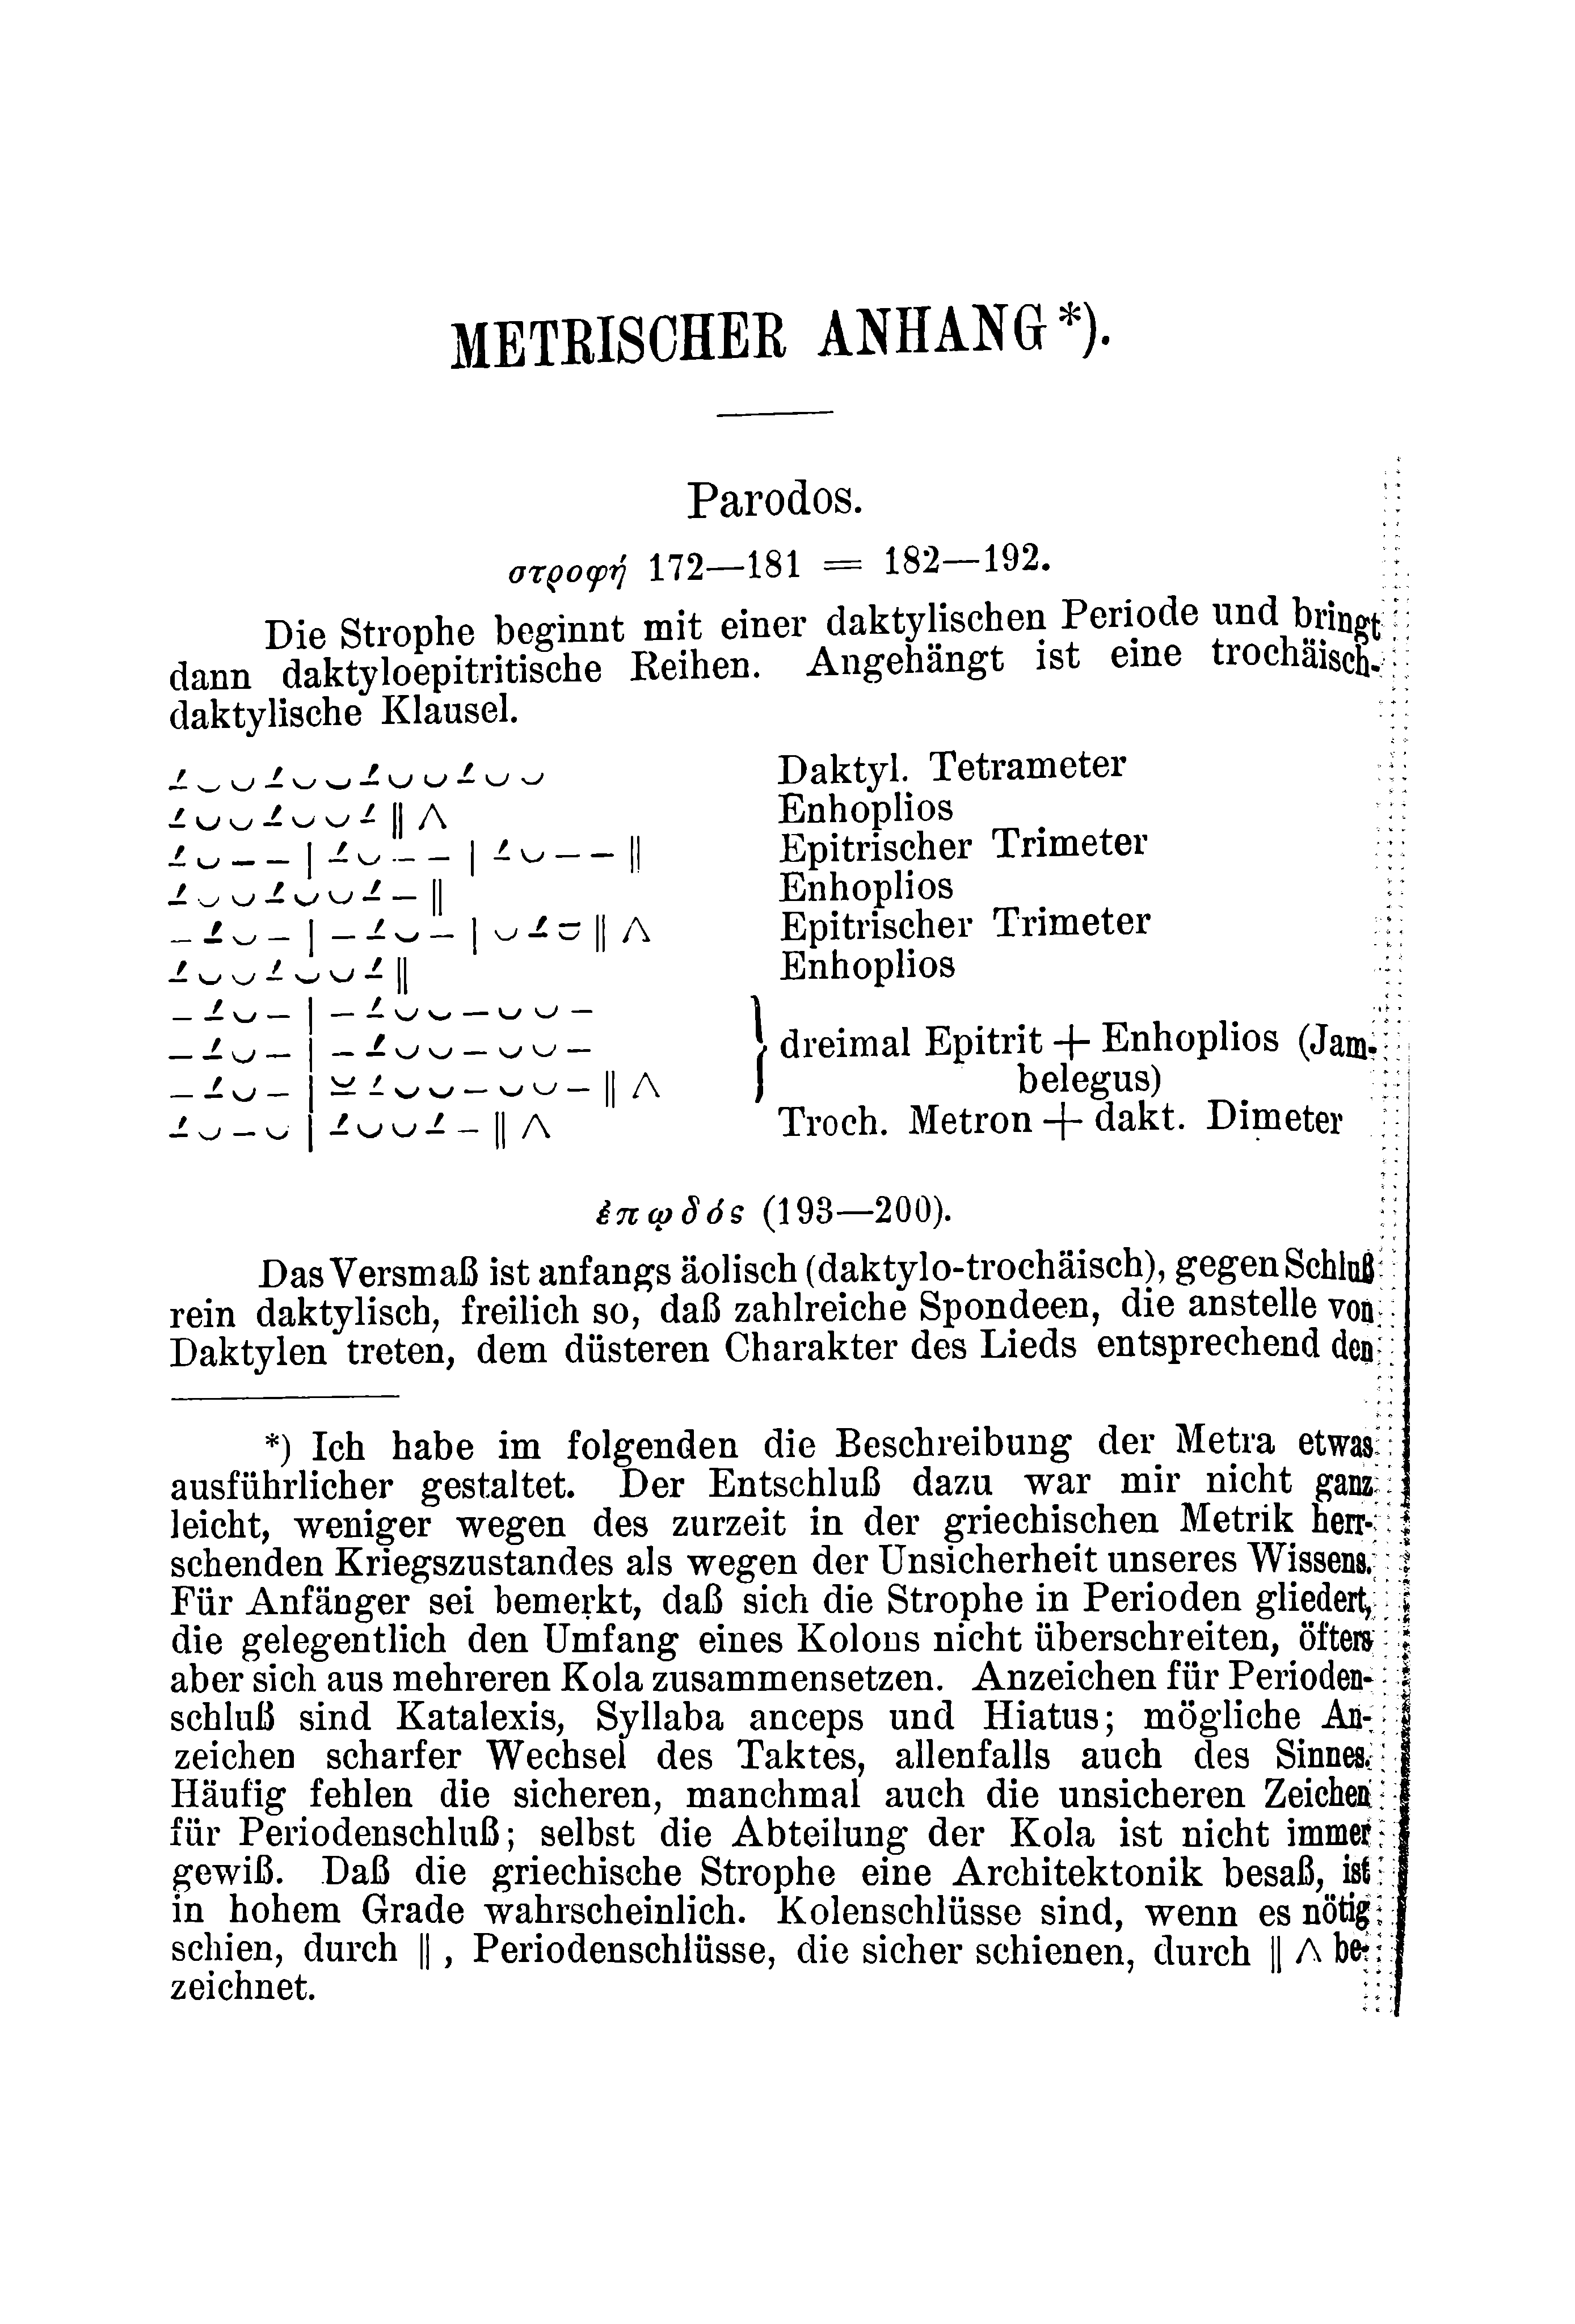 METRISCHER ANHANG*).
Parodos.
στροφή 172—181 = 182—192.
Die Strophe beginnt mit einer daktylischen Periode und bringt
dann daktyloepitritische Reihen. Angehängt ist eine trochäisch-
daktylische Klausel.
–́ ⏑ ⏑ –́ ⏑ ⏑ –́ ⏑ ⏑ –́ ⏑ ⏑ Daktyl. Tetrameter
–́ ⏑ ⏑ –́ ⏑ ⏑ –́ || Λ Enhoplios
–́ ⏑ – – | –́ ⏑ – – | –́ ⏑ – – || Epitrischer Trimeter
–́ ⏑ ⏑ –́ ⏑ ⏑ –́ – || Enhoplios
– –́ ⏑ – | – –́ ⏑ – | ⏑ –́ ⏓ || Λ Epitrischer Trimeter
–́ ⏑ ⏑ –́ ⏑ ⏑ –́ || Enhoplios
– –́ ⏑ – | – –́ ⏑ ⏑ – ⏑ ⏑ –
– –́ ⏑ – | – –́ ⏑ ⏑ – ⏑ ⏑ – } dreimal Epitrit + Enhoplios (Jam-
– –́ ⏑ – | ⏒ –́ ⏑ ⏑ – ⏑ ⏑ – || Λ belegus)
–́ ⏑ – ⏑ | –́ ⏑ ⏑ –́ – || Λ Troch. Metron + dakt. Dimeter
ἐπῳδός (193—200).
Das Versmaß ist anfangs äolisch (daktylo-trochäisch), gegen Schluß
rein daktylisch, freilich so, daß zahlreiche Spondeen, die anstelle von
Daktylen treten, dem düsteren Charakter des Lieds entsprechend den
*) Ich habe im folgenden die Beschreibung der Metra etwas
ausführlicher gestaltet. Der Entschluß dazu war mir nicht ganz
leicht, weniger wegen des zurzeit in der griechischen Metrik herr-
schenden Kriegszustandes als wegen der Unsicherheit unseres Wissens.
Für Anfänger sei bemerkt, daß sich die Strophe in Perioden gliedert,
die gelegentlich den Umfang eines Kolons nicht überschreiten, öfters
aber sich aus mehreren Kola zusammensetzen. Anzeichen für Perioden-
schluß sind Katalexis, Syllaba anceps und Hiatus; mögliche An-
zeichen scharfer Wechsel des Taktes, allenfalls auch des Sinnes.
Häufig fehlen die sicheren, manchmal auch die unsicheren Zeichen
für Periodenschluß; selbst die Abteilung der Kola ist nicht immer
gewiß. Daß die griechische Strophe eine Architektonik besaß, ist
in hohem Grade wahrscheinlich. Kolenschlüsse sind, wenn es nötig
schien, durch ||, Periodenschlüsse, die sicher schienen, durch || Λ be-
zeichnet.